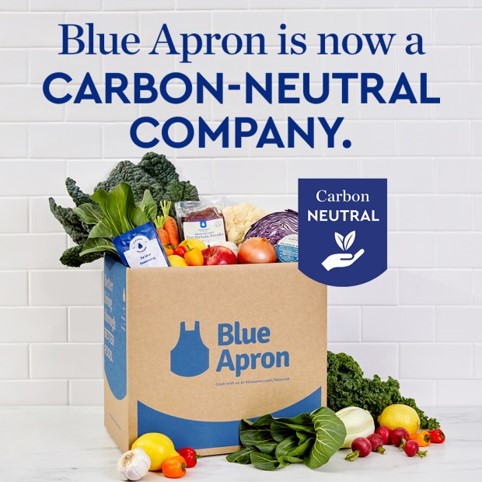 Blue Apron is now a
CARBON-NEUTRAL
COMPANY.
Carbon
NEUTRAL
Blue
Apron